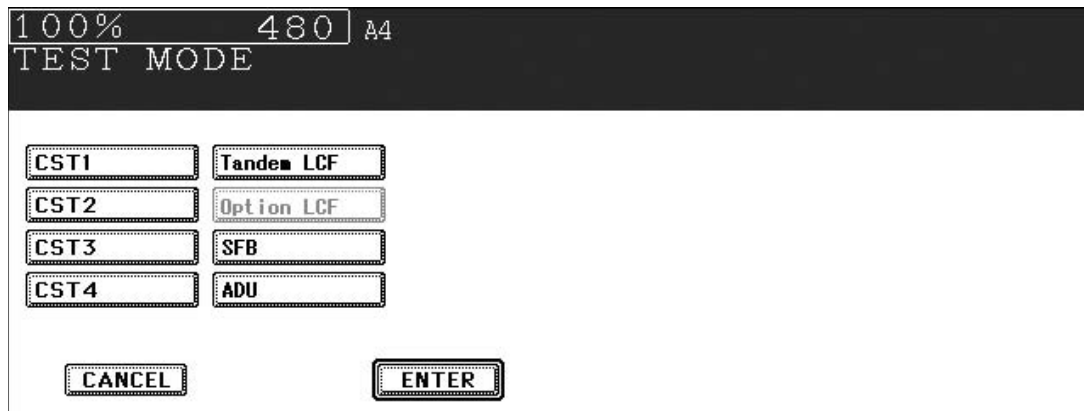 100% 480 A4
TEST MODE
CST1 Tandem LCF
CST2 Option LCF
CST3 SFB
CST4 ADU
CANCEL ENTER